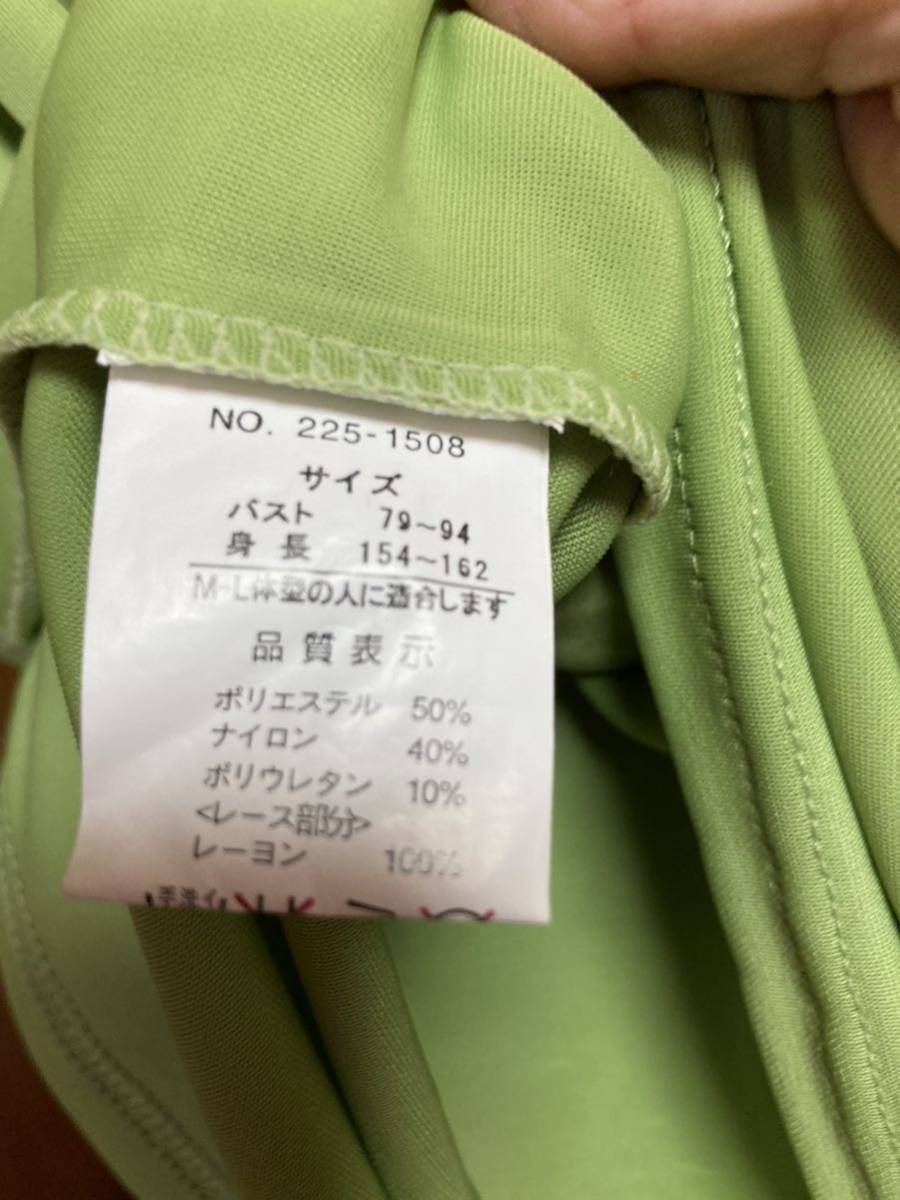 NO. 225-1508
サイズ
バスト 79～94
身長 154～162
M-L体型の人に適合します
品質表示
ポリエステル 50%
ナイロン 40%
ポリウレタン 10%
<レース部分>
レーヨン 100%
手洗イ